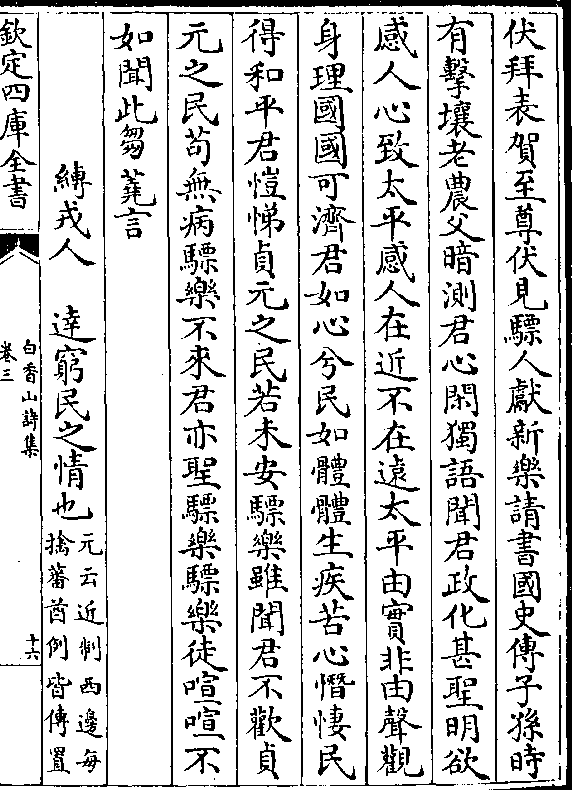 伏拜表賀至尊伏見驃人獻新樂請書國史傳子孫時
有擊壤老農父暗測君心閑獨語聞君政化甚聖明欲
感人心致太平感人在近不在遠太平由實非由聲觀
身理國國可濟君如心兮民如體體生疾苦心憯悽民
得和平君愷悌貞元之民若未安驃樂雖聞君不歡貞
元之民苟無病驃樂不來君亦聖驃樂驃樂徒喧喧不
如聞此芻蕘言
縛戎人 達窮民之情也 元云近制西邊每
擒蕃酋例皆傳置
欽定四庫全書
白香山詩集
卷三
十六